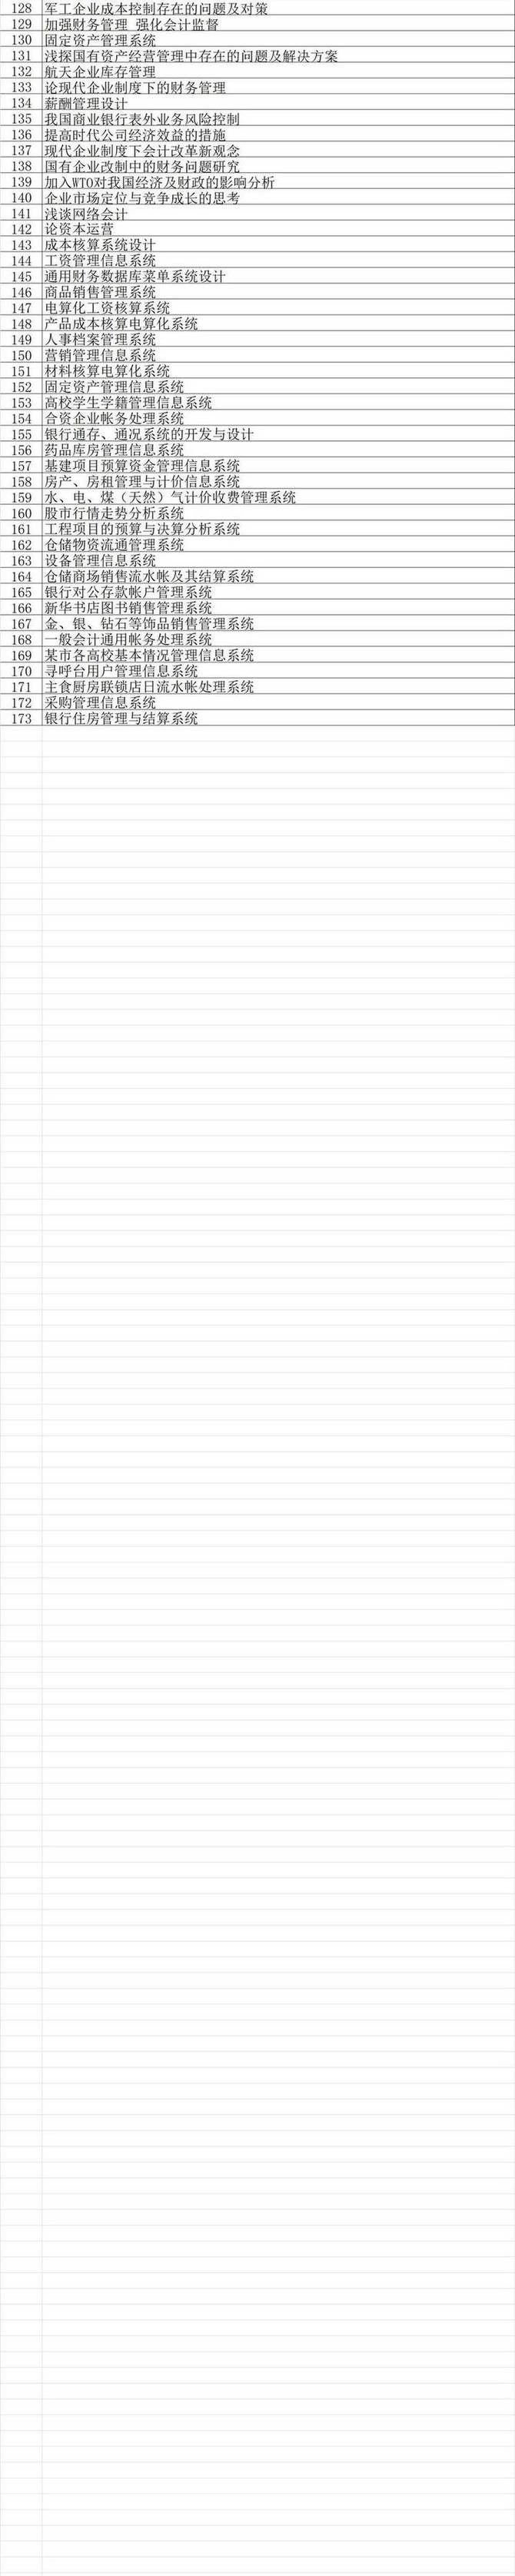 128 军工企业成本控制存在的问题及对策
129 加强财务管理 强化会计监督
130 固定资产管理系统
131 浅探国有资产经营管理中存在的问题及解决方案
132 航天企业库存管理
133 论现代企业制度下的财务管理
134 薪酬管理设计
135 我国商业银行表外业务风险控制
136 提高时代公司经济效益的措施
137 现代企业制度下会计改革新观念
138 国有企业改制中的财务问题研究
139 加入WTO对我国经济及财政的影响分析
140 企业市场定位与竞争成长的思考
141 浅谈网络会计
142 论资本运营
143 成本核算系统设计
144 工资管理信息系统
145 通用财务数据库菜单系统设计
146 商品销售管理系统
147 电算化工资核算系统
148 产品成本核算电算化系统
149 人事档案管理系统
150 营销管理信息系统
151 材料核算电算化系统
152 固定资产管理信息系统
153 高校学生学籍管理信息系统
154 合资企业帐务处理系统
155 银行通存、通兑系统的开发与设计
156 药品库房管理信息系统
157 基建项目预算资金管理信息系统
158 房产、房租管理与计价信息系统
159 水、电、煤（天然）气计价收费管理系统
160 股市行情走势分析系统
161 工程项目的预算与决算分析系统
162 仓储物资流通管理系统
163 设备管理信息系统
164 仓储商场销售流水帐及其结算系统
165 银行对公存款帐户管理系统
166 新华书店图书销售管理系统
167 金、银、钻石等饰品销售管理系统
168 一般会计通用帐务处理系统
169 某市各高校基本情况管理信息系统
170 寻呼台用户管理信息系统
171 主食厨房联锁店日流水帐处理系统
172 采购管理信息系统
173 银行住房管理与结算系统